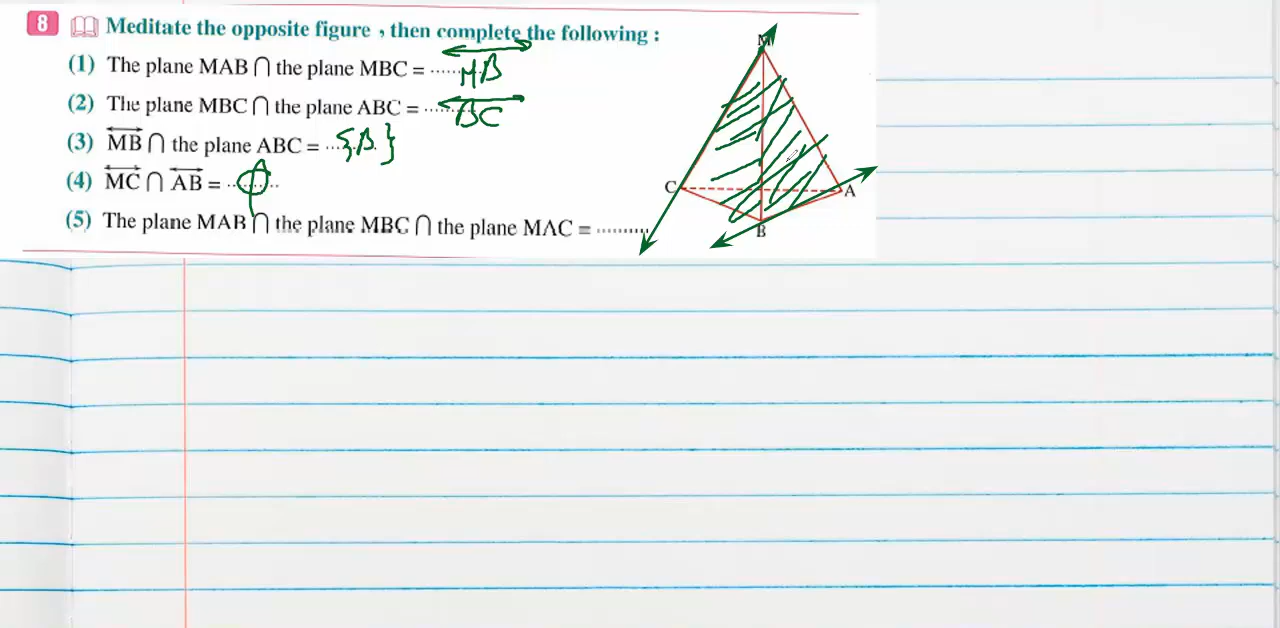 8 Meditate the opposite figure , then complete the following :
(1) The plane MAB ⋂ the plane MBC = ...... MB
(2) The plane MBC ⋂ the plane ABC = ...... BC
(3) MB ⋂ the plane ABC = ... {B}
(4) MC ⋂ AB = ... ϕ ...
(5) The plane MAB ⋂ the plane MBC ⋂ the plane MAC = ..........
M
C
A
B